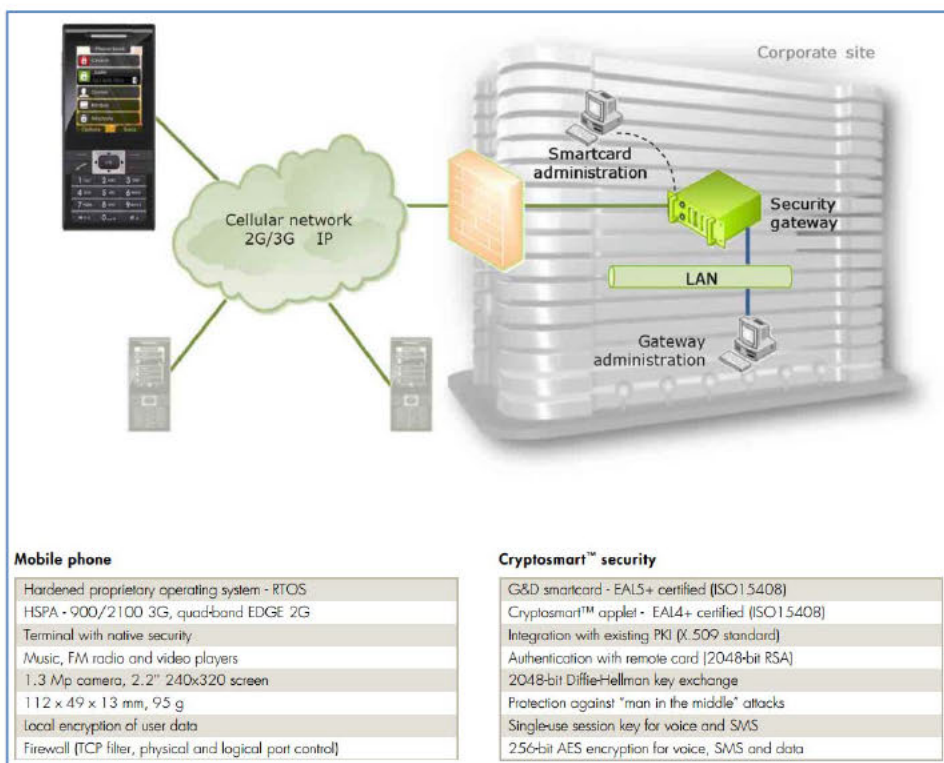 Corporate site
Smartcard
administration
Cellular network
2G/3G IP
Security
gateway
LAN
Gateway
administration
Mobile phone
Hardened proprietary operating system - RTOS
HSPA - 900/2100 3G, quad-band EDGE 2G
Terminal with native security
Music, FM radio and video players
1.3 Mp camera, 2.2" 240x320 screen
112 x 49 x 13 mm, 95 g
Local encryption of user data
Firewall (TCP filter, physical and logical port control)
Cryptosmart™ security
G&D smartcard - EAL5+ certified (ISO15408)
Cryptosmart™ applet - EAL4+ certified (ISO15408)
Integration with existing PKI (X.509 standard)
Authentication with remote card (2048-bit RSA)
2048-bit Diffie-Hellman key exchange
Protection against "man in the middle" attacks
Single-use session key for voice and SMS
256-bit AES encryption for voice, SMS and data